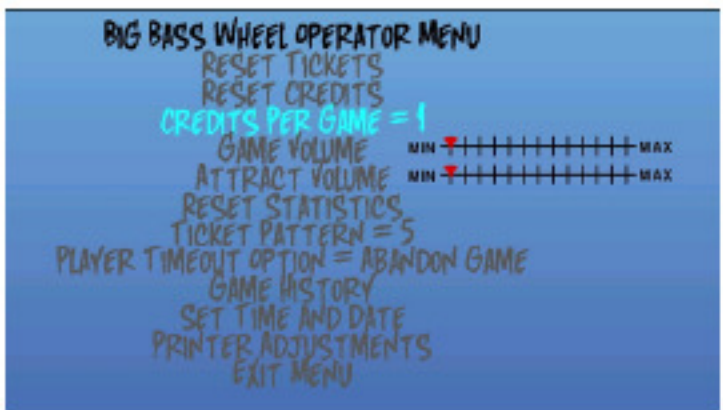 BIG BASS WHEEL OPERATOR MENU
RESET TICKETS
RESET CREDITS
CREDITS PER GAME = 1
GAME VOLUME MIN MAX
ATTRACT VOLUME MIN MAX
RESET STATISTICS
TICKET PATTERN = 5
PLAYER TIMEOUT OPTION = ABANDON GAME
GAME HISTORY
SET TIME AND DATE
PRINTER ADJUSTMENTS
EXIT MENU